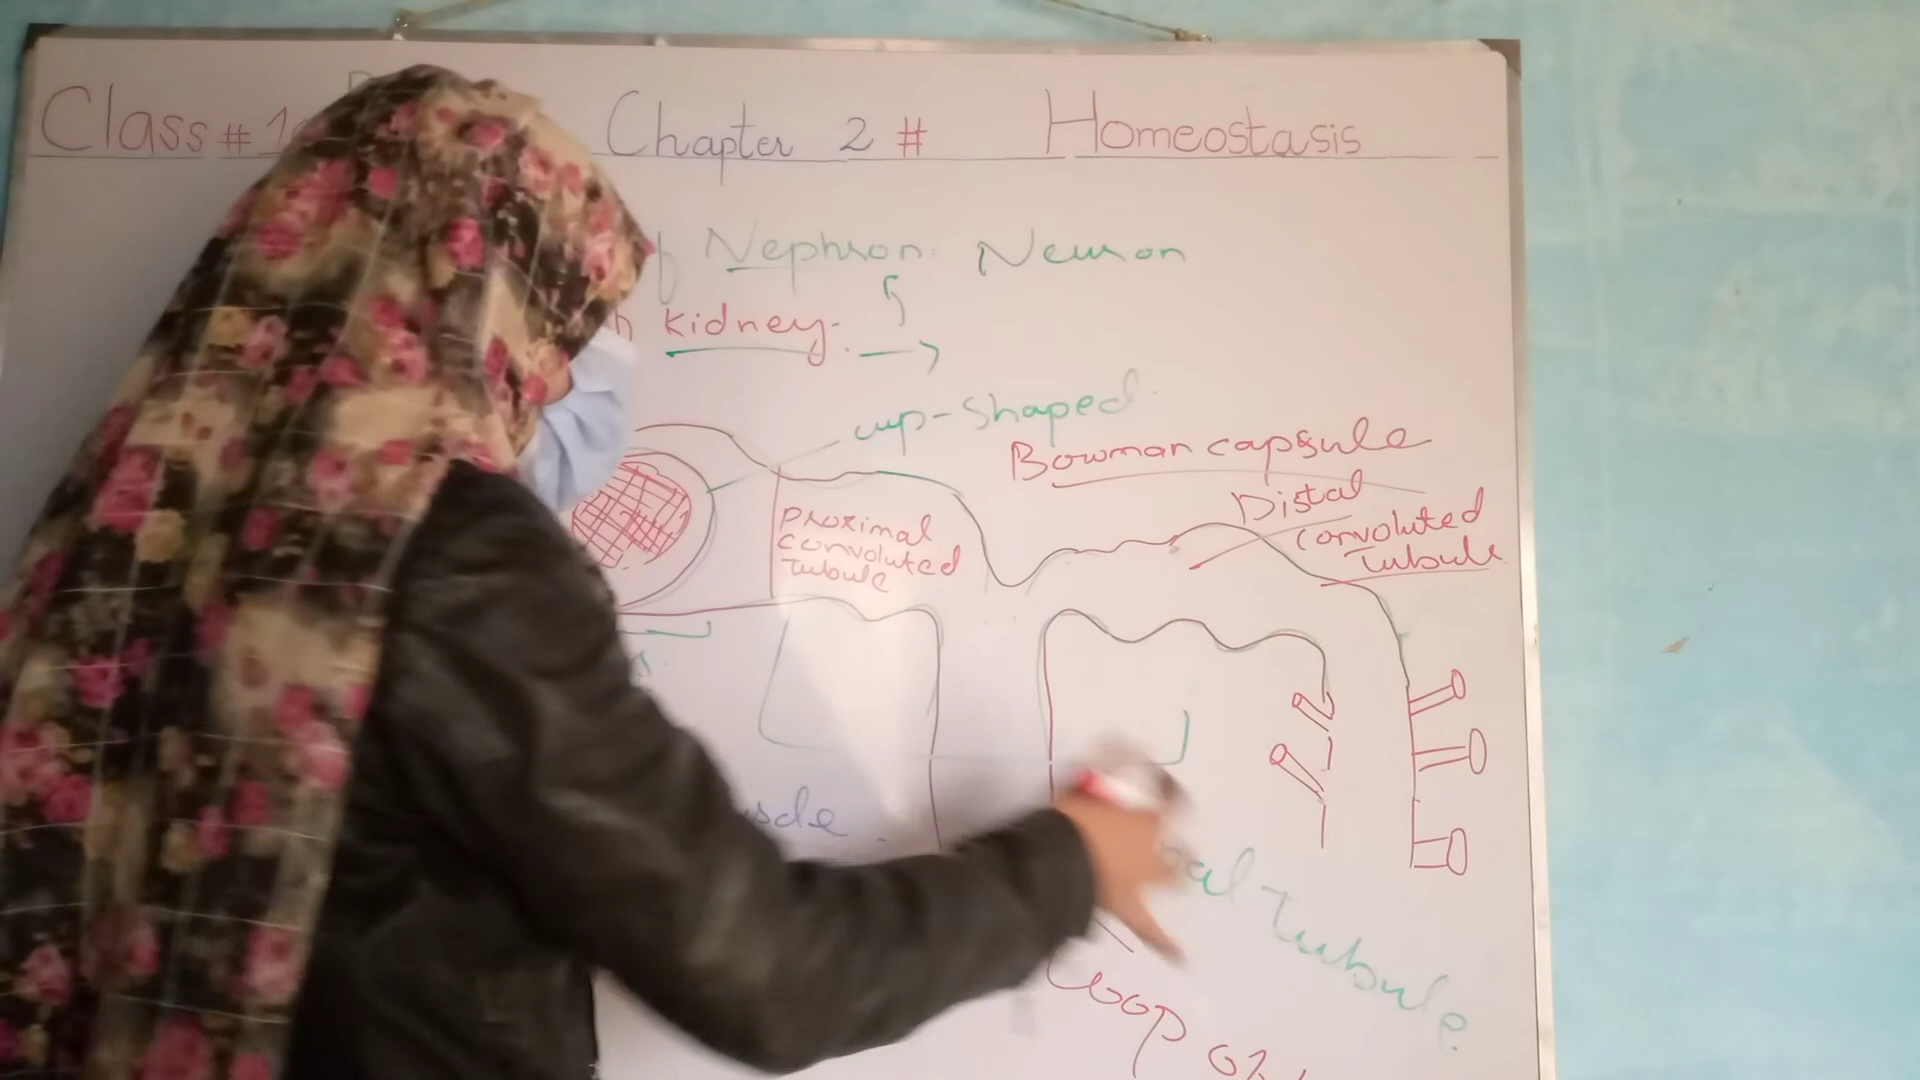 Class # 1
Chapter 2 #
Homeostasis
Nephron. Neuron
kidney.
cup-shaped
Bowman capsule
Distal
convoluted
Tubule
Proximal
convoluted
Tubule
Tubule.
Loop of